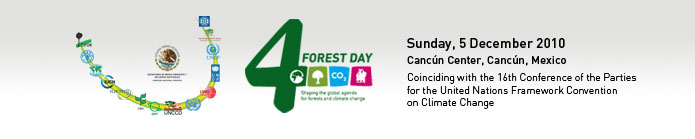 4 FOREST DAY
CO2
Shaping the global agenda
for forests and climate change
Sunday, 5 December 2010
Cancún Center, Cancún, Mexico
Coinciding with the 16th Conference of the Parties
for the United Nations Framework Convention
on Climate Change
UNCCD